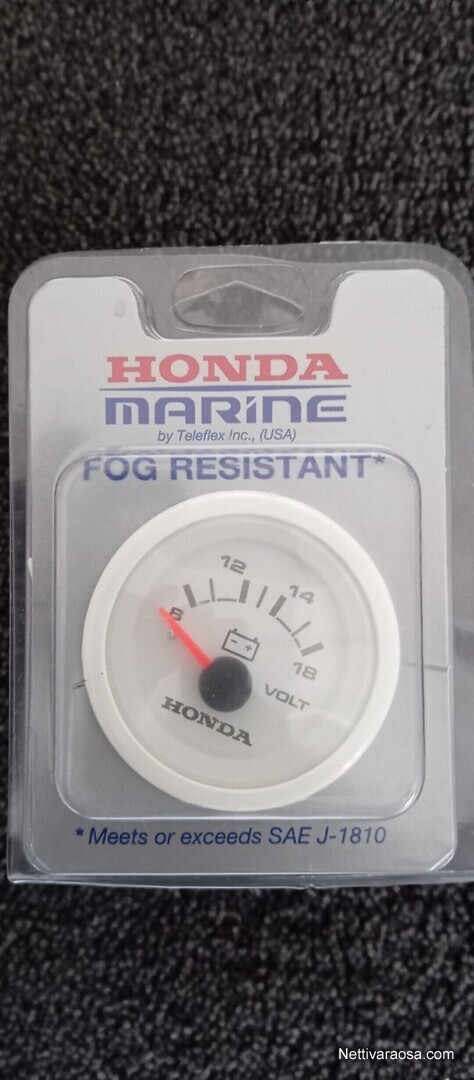 HONDA
MARINE
by Teleflex Inc., (USA)
FOG RESISTANT*
12
14
8
18
- +
VOLT
HONDA
*Meets or exceeds SAE J-1810
Nettivaraosa.com